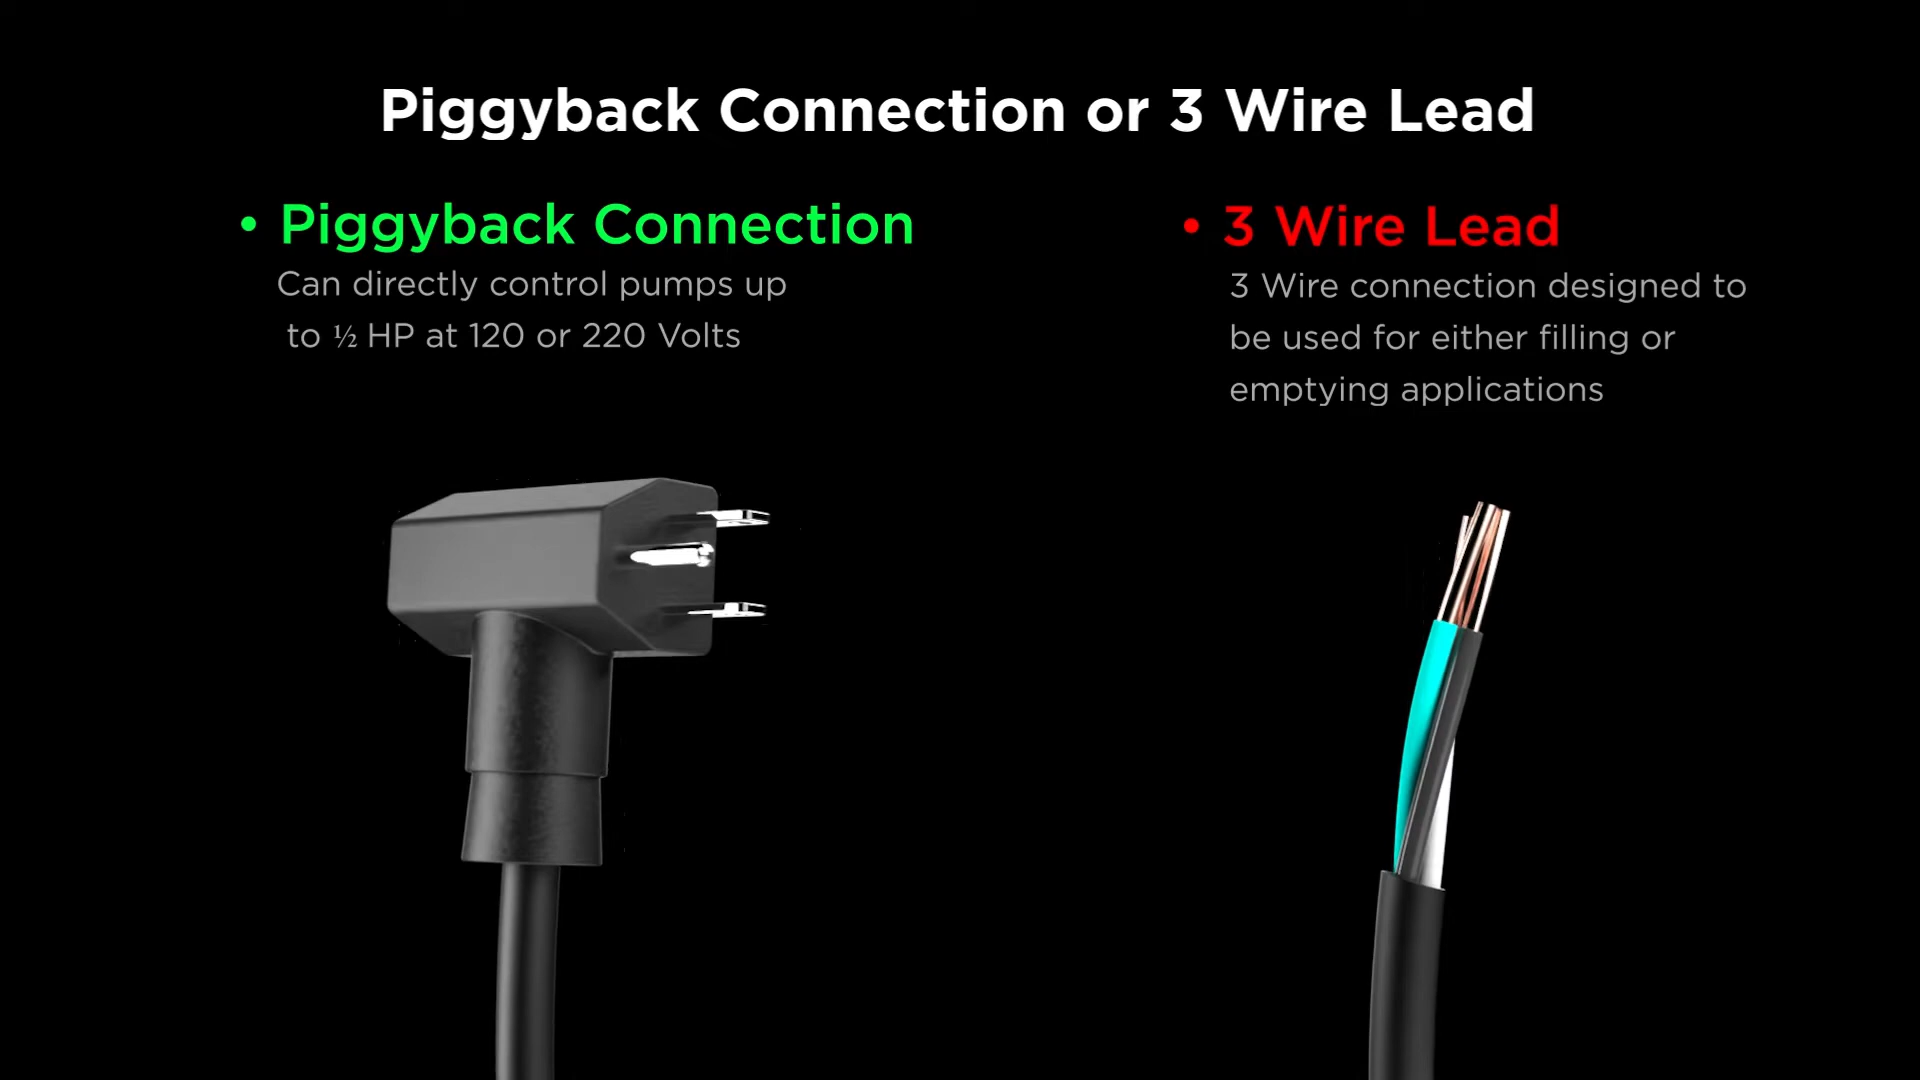 Piggyback Connection or 3 Wire Lead
• Piggyback Connection
Can directly control pumps up
to ½ HP at 120 or 220 Volts
• 3 Wire Lead
3 Wire connection designed to
be used for either filling or
emptying applications